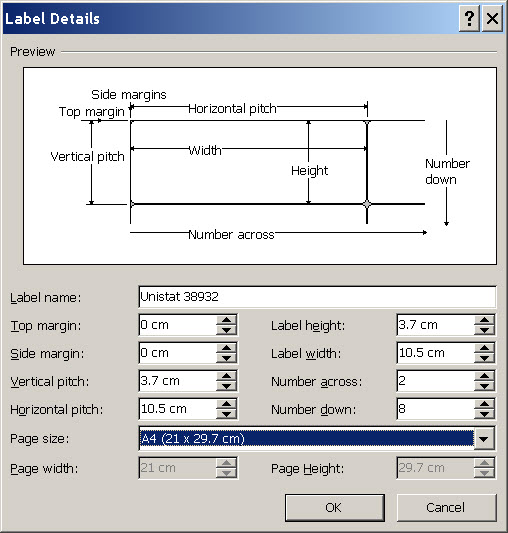 Label Details
Preview
Side margins
Top margin Horizontal pitch
Vertical pitch Width
Height Number down
Number across
Label name: Unistat 38932
Top margin: 0 cm Label height: 3.7 cm
Side margin: 0 cm Label width: 10.5 cm
Vertical pitch: 3.7 cm Number across: 2
Horizontal pitch: 10.5 cm Number down: 8
Page size: A4 (21 x 29.7 cm)
Page width: 21 cm Page Height: 29.7 cm
OK Cancel